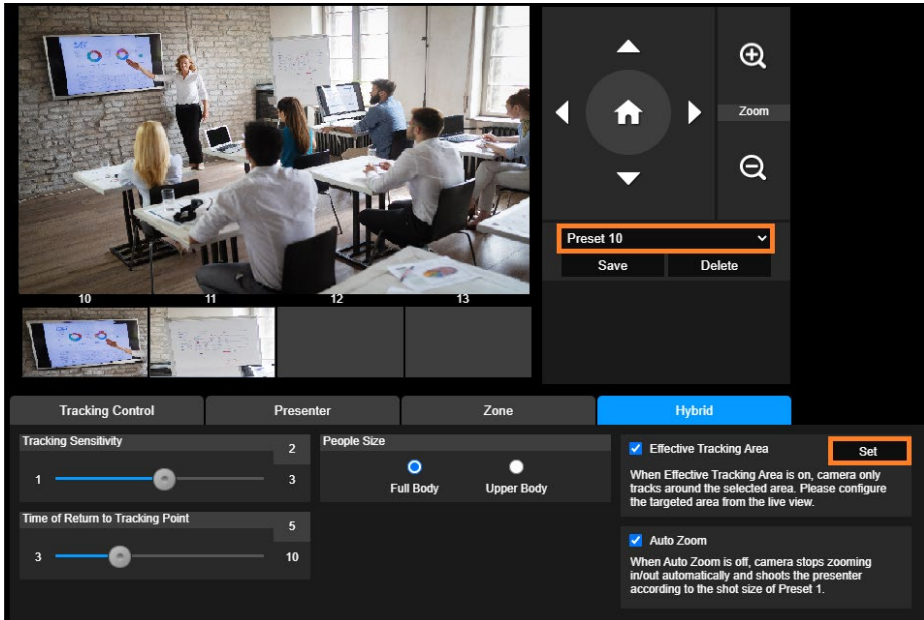 Zoom
Preset 10
Save Delete
10 11 12 13
Tracking Control Presenter Zone Hybrid
Tracking Sensitivity 2
1 3
Time of Return to Tracking Point 5
3 10
People Size
Full Body Upper Body
Effective Tracking Area Set
When Effective Tracking Area is on, camera only
tracks around the selected area. Please configure
the targeted area from the live view.
Auto Zoom
When Auto Zoom is off, camera stops zooming
in/out automatically and shoots the presenter
according to the shot size of Preset 1.